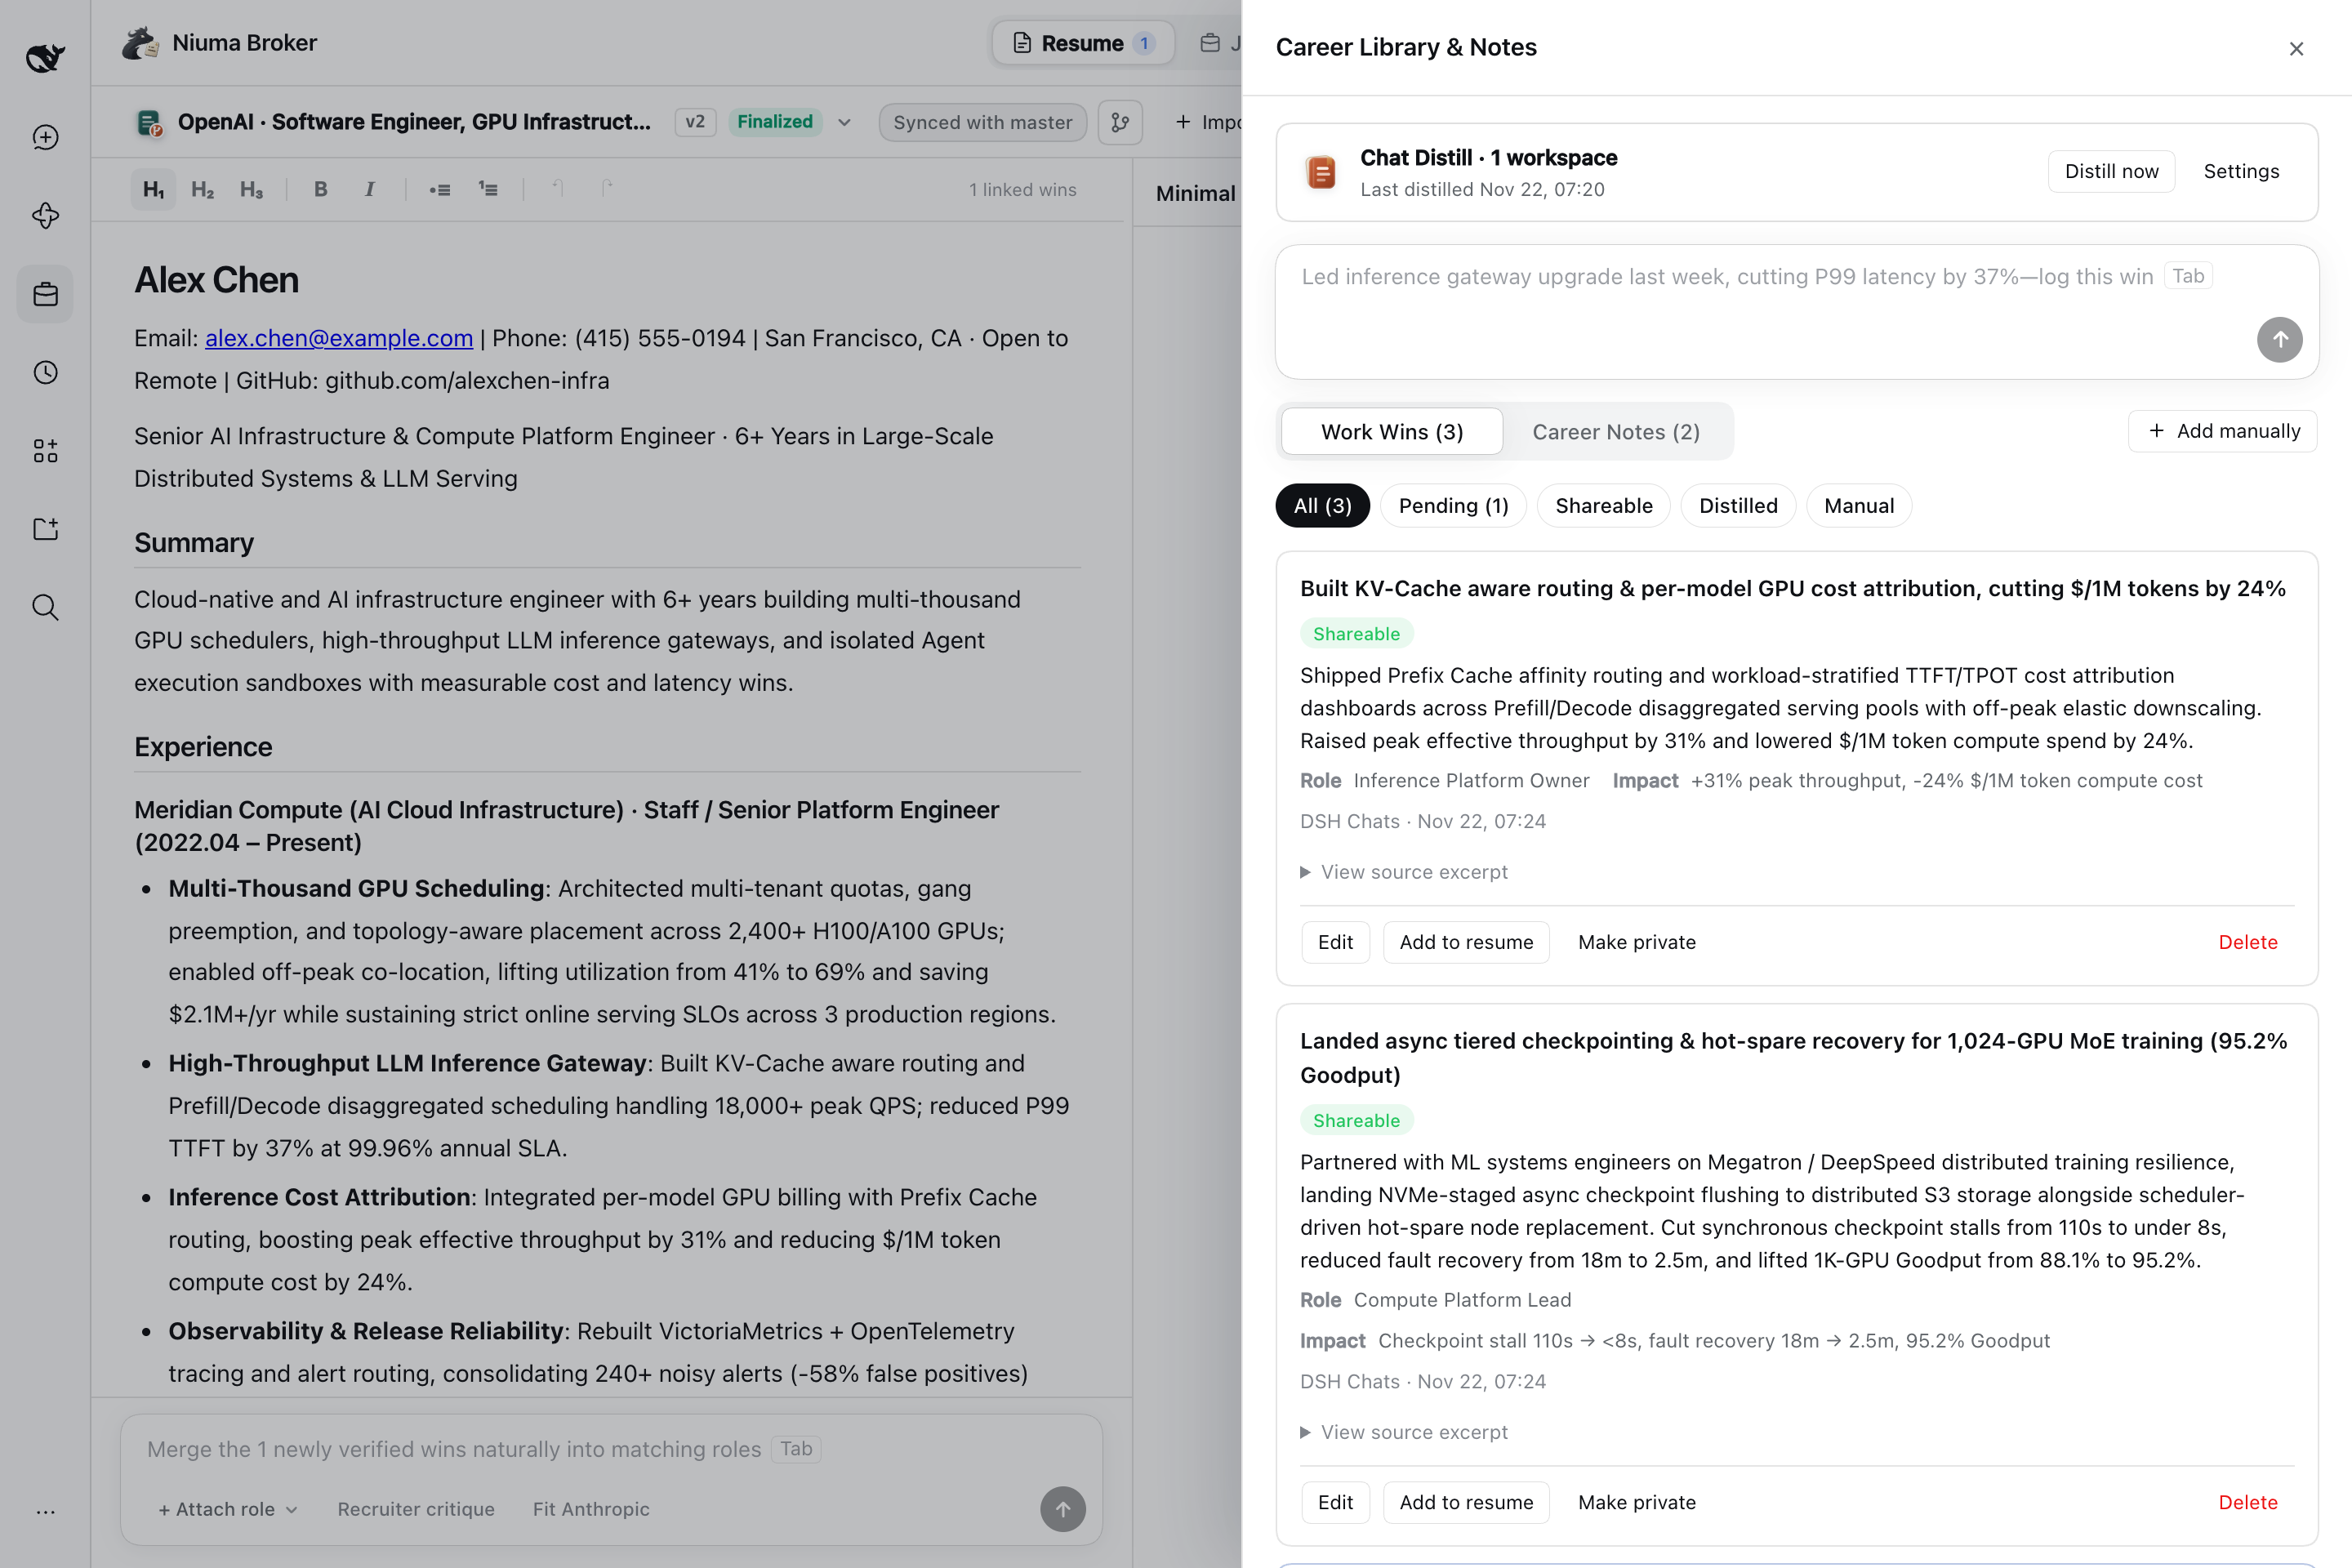 Niuma Broker
Resume 1
OpenAI · Software Engineer, GPU Infrastruct...
v2
Finalized
Synced with master
H1 H2 H3 B I
1 linked wins
Minimal
Alex Chen
Email: alex.chen@example.com | Phone: (415) 555-0194 | San Francisco, CA · Open to
Remote | GitHub: github.com/alexchen-infra
Senior AI Infrastructure & Compute Platform Engineer · 6+ Years in Large-Scale
Distributed Systems & LLM Serving
Summary
Cloud-native and AI infrastructure engineer with 6+ years building multi-thousand
GPU schedulers, high-throughput LLM inference gateways, and isolated Agent
execution sandboxes with measurable cost and latency wins.
Experience
Meridian Compute (AI Cloud Infrastructure) · Staff / Senior Platform Engineer
(2022.04 – Present)
• Multi-Thousand GPU Scheduling: Architected multi-tenant quotas, gang
preemption, and topology-aware placement across 2,400+ H100/A100 GPUs;
enabled off-peak co-location, lifting utilization from 41% to 69% and saving
$2.1M+/yr while sustaining strict online serving SLOs across 3 production regions.
• High-Throughput LLM Inference Gateway: Built KV-Cache aware routing and
Prefill/Decode disaggregated scheduling handling 18,000+ peak QPS; reduced P99
TTFT by 37% at 99.96% annual SLA.
• Inference Cost Attribution: Integrated per-model GPU billing with Prefix Cache
routing, boosting peak effective throughput by 31% and reducing $/1M token
compute cost by 24%.
• Observability & Release Reliability: Rebuilt VictoriaMetrics + OpenTelemetry
tracing and alert routing, consolidating 240+ noisy alerts (-58% false positives)
Merge the 1 newly verified wins naturally into matching roles Tab
+ Attach role
Recruiter critique
Fit Anthropic
Career Library & Notes
Chat Distill · 1 workspace
Last distilled Nov 22, 07:20
Distill now
Settings
Led inference gateway upgrade last week, cutting P99 latency by 37%—log this win Tab
Work Wins (3)
Career Notes (2)
+ Add manually
All (3)
Pending (1)
Shareable
Distilled
Manual
Built KV-Cache aware routing & per-model GPU cost attribution, cutting $/1M tokens by 24%
Shareable
Shipped Prefix Cache affinity routing and workload-stratified TTFT/TPOT cost attribution
dashboards across Prefill/Decode disaggregated serving pools with off-peak elastic downscaling.
Raised peak effective throughput by 31% and lowered $/1M token compute spend by 24%.
Role Inference Platform Owner Impact +31% peak throughput, -24% $/1M token compute cost
DSH Chats · Nov 22, 07:24
View source excerpt
Edit
Add to resume
Make private
Delete
Landed async tiered checkpointing & hot-spare recovery for 1,024-GPU MoE training (95.2%
Goodput)
Shareable
Partnered with ML systems engineers on Megatron / DeepSpeed distributed training resilience,
landing NVMe-staged async checkpoint flushing to distributed S3 storage alongside scheduler-
driven hot-spare node replacement. Cut synchronous checkpoint stalls from 110s to under 8s,
reduced fault recovery from 18m to 2.5m, and lifted 1K-GPU Goodput from 88.1% to 95.2%.
Role Compute Platform Lead
Impact Checkpoint stall 110s → <8s, fault recovery 18m → 2.5m, 95.2% Goodput
DSH Chats · Nov 22, 07:24
View source excerpt
Edit
Add to resume
Make private
Delete